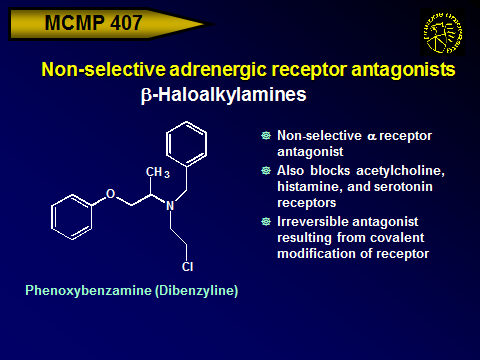 MCMP 407
Non-selective adrenergic receptor antagonists
β-Haloalkylamines
Non-selective α receptor
antagonist
Also blocks acetylcholine,
histamine, and serotonin
receptors
Irreversible antagonist
resulting from covalent
modification of receptor
CH3
O
N
Cl
Phenoxybenzamine (Dibenzyline)